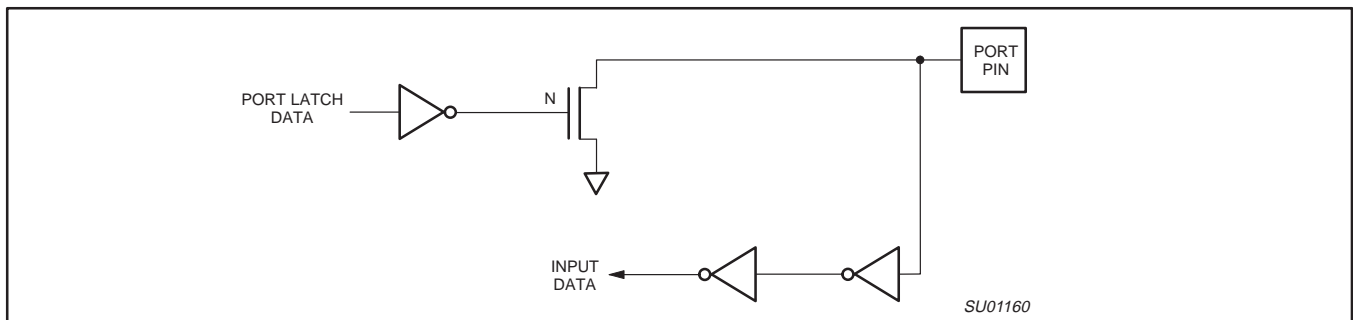 PORT
PIN
PORT LATCH
DATA
N
INPUT
DATA
SU01160